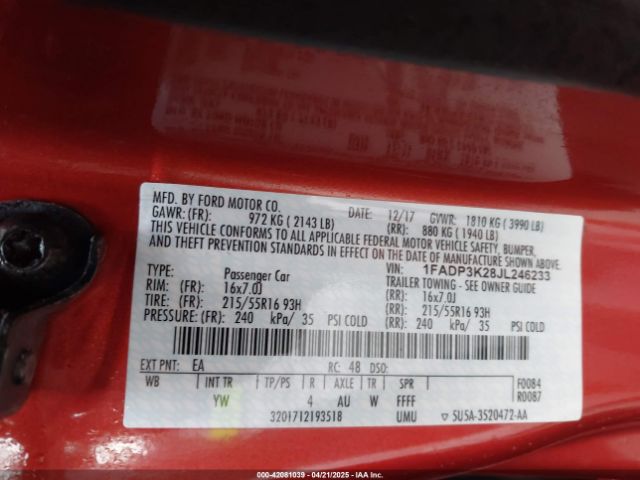 MFD. BY FORD MOTOR CO.
DATE: 12/17 GVWR: 1810 KG ( 3990 LB)
GAWR: (FR): 972 KG ( 2143 LB) (RR): 880 KG ( 1940 LB)
THIS VEHICLE CONFORMS TO ALL APPLICABLE FEDERAL MOTOR VEHICLE SAFETY, BUMPER,
AND THEFT PREVENTION STANDARDS IN EFFECT ON THE DATE OF MANUFACTURE SHOWN ABOVE.
VIN: 1FADP3K28JL246233
TYPE: Passenger Car TRAILER TOWING - SEE OWNER GUIDE
RIM: (FR): 16x7.0J (RR): 16x7.0J
TIRE: (FR): 215/55R16 93H (RR): 215/55R16 93H
PRESSURE: (FR): 240 kPa/ 35 PSI COLD (RR): 240 kPa/ 35 PSI COLD
EXT PNT: EA RC: 48 DSO:
WB INT TR TP/PS R AXLE TR SPR F0084
YW 4 AU W FFFF R0087
3201712193518 UMU ▽ 5U5A-3520472-AA
000-42081039 - 04/21/2025 - IAAI.com